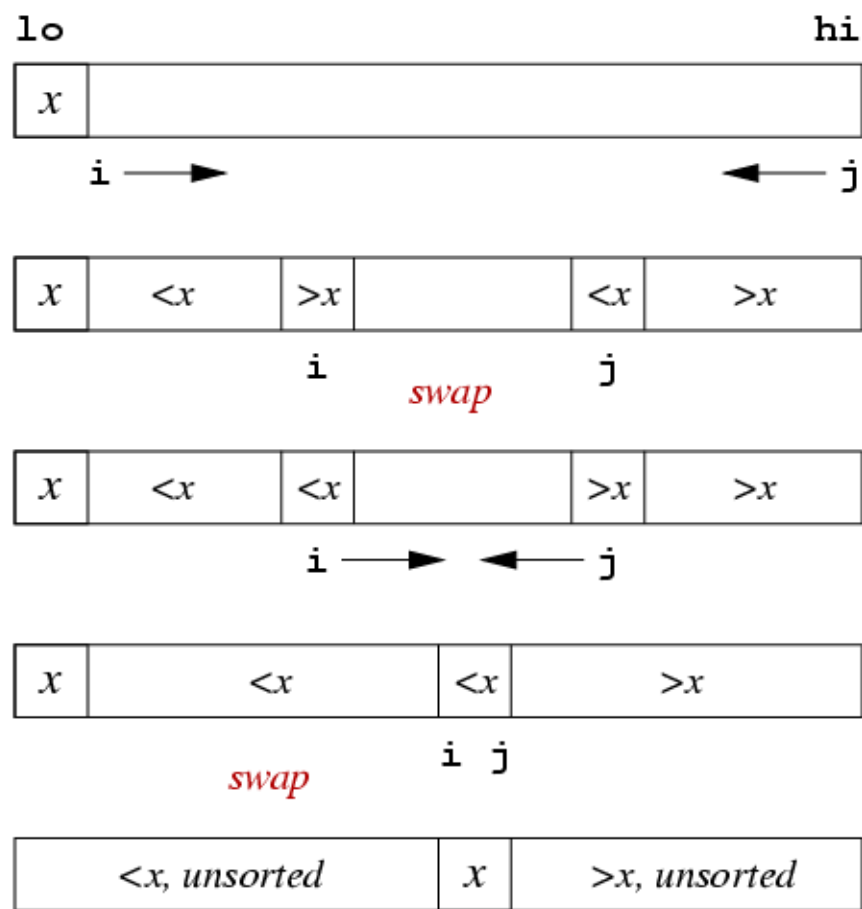 lo hi
x
i j
x <x >x <x >x
i j
swap
x <x <x >x >x
i j
x <x <x >x
i j
swap
<x, unsorted x >x, unsorted